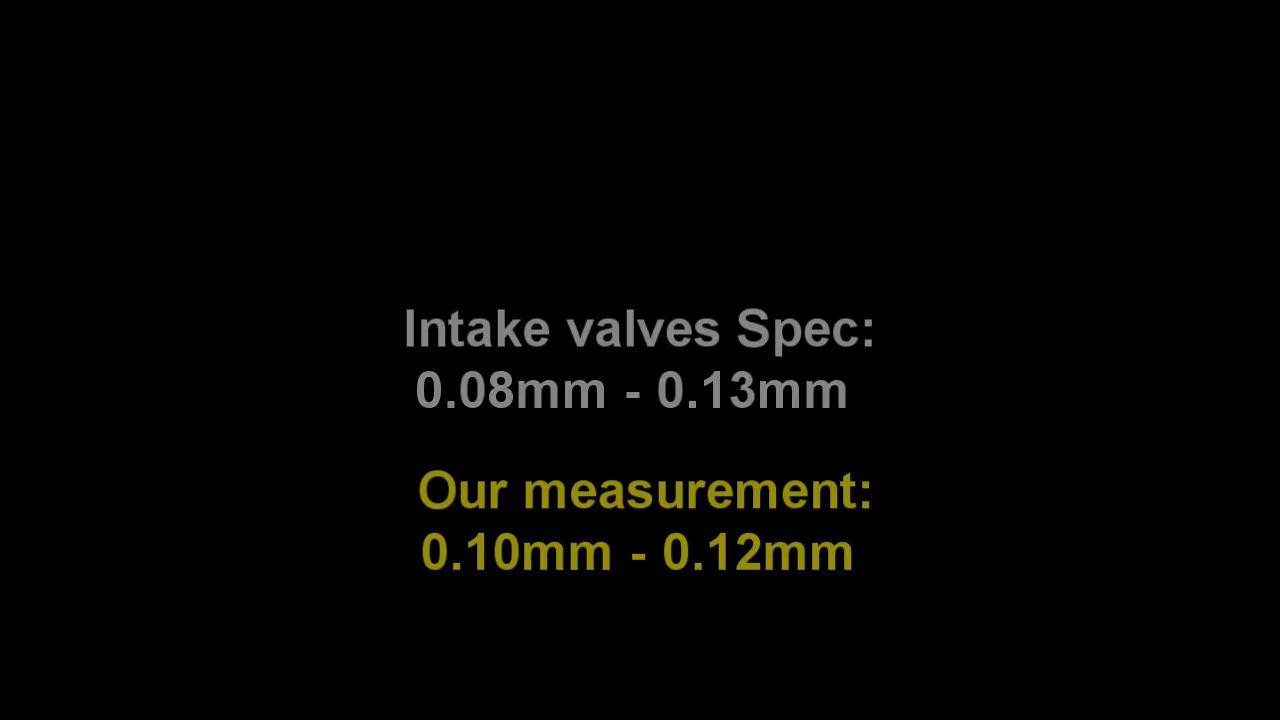 Intake valves Spec:
0.08mm - 0.13mm
Our measurement:
0.10mm - 0.12mm